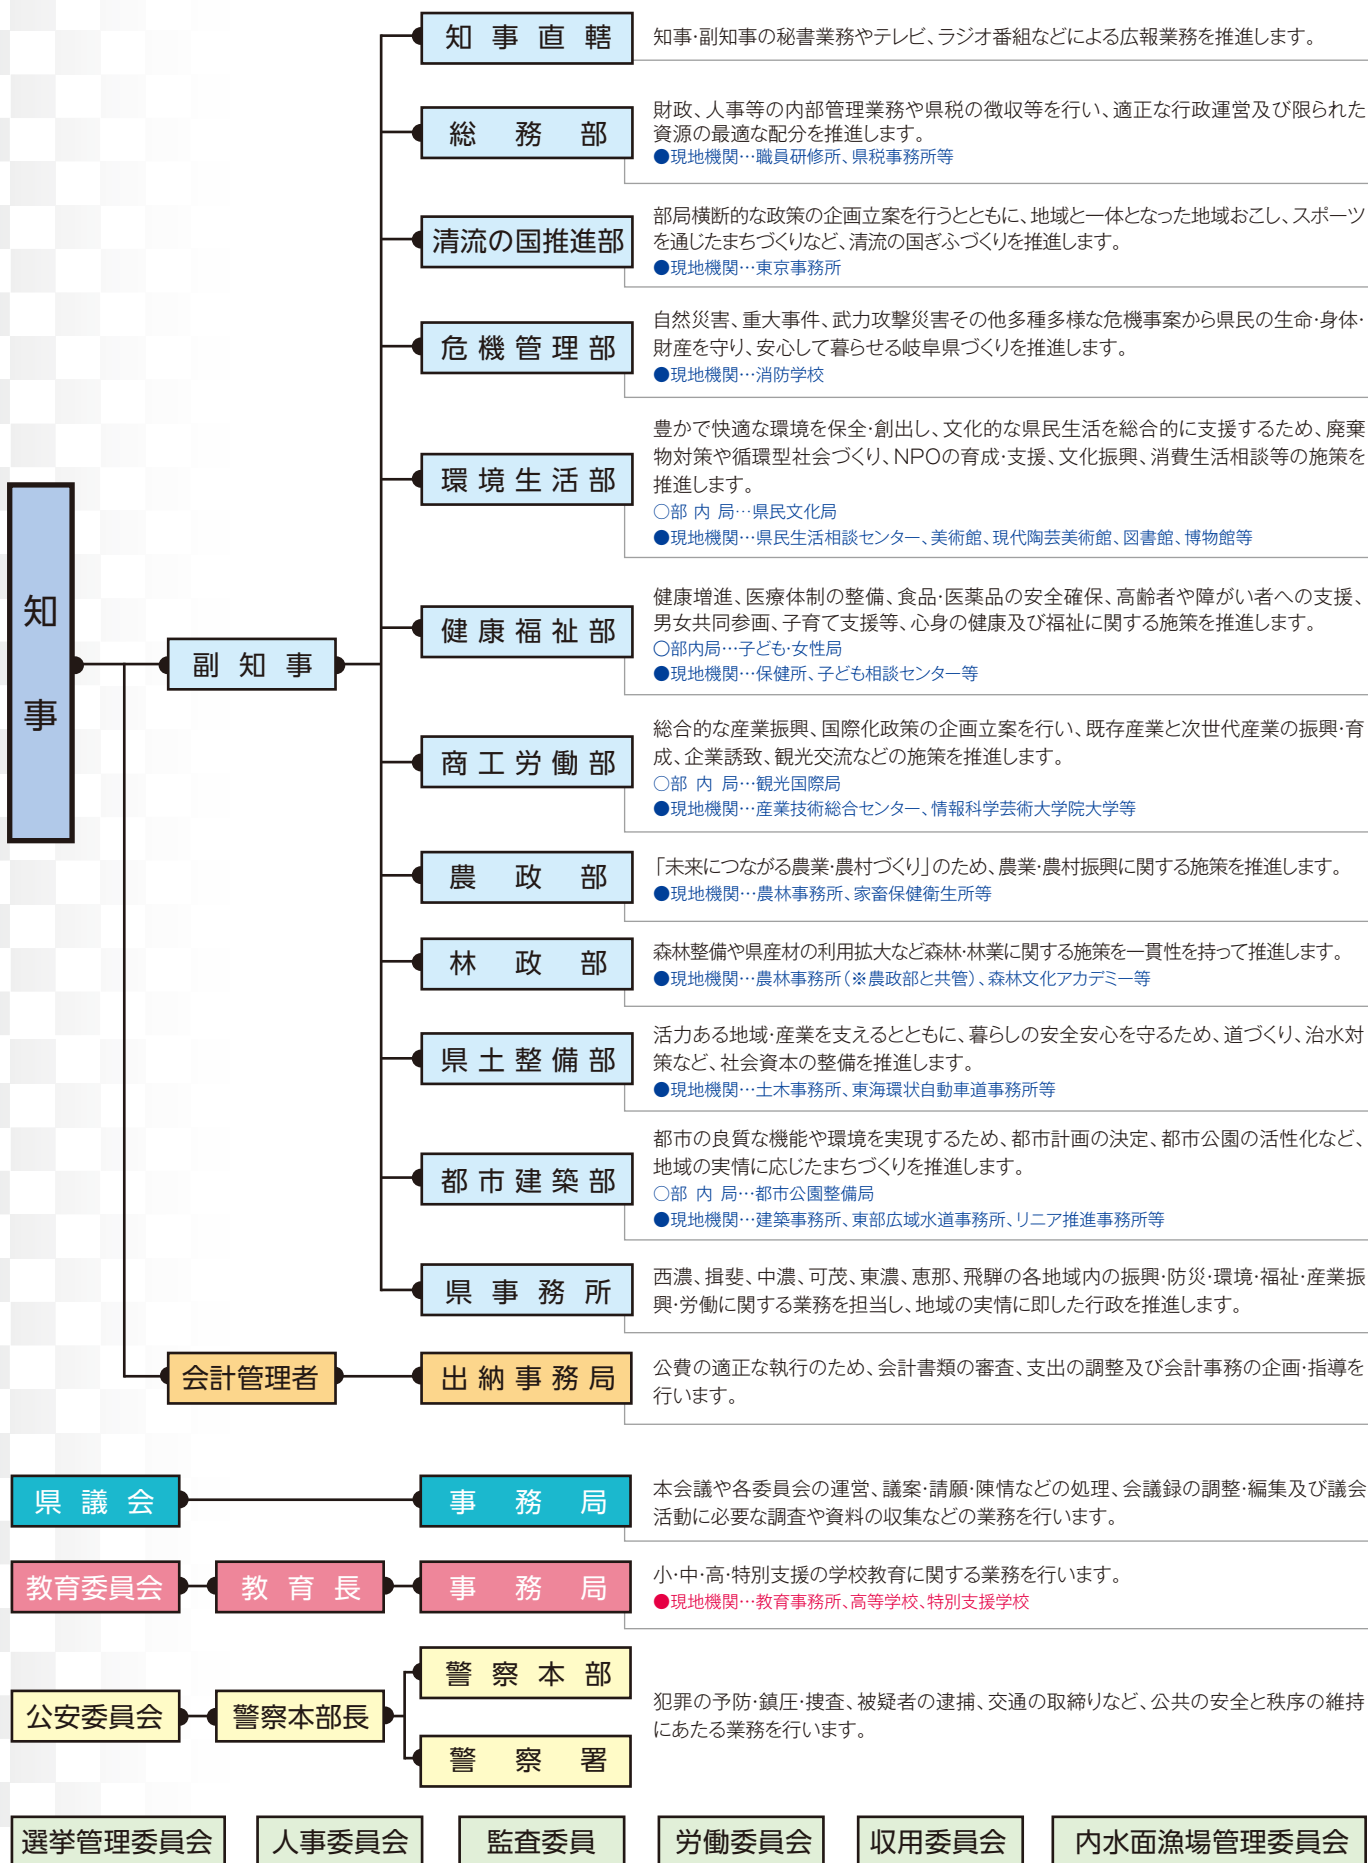 知事直轄
知事・副知事の秘書業務やテレビ、ラジオ番組などによる広報業務を推進します。
総務部
財政、人事等の内部管理業務や県税の徴収等を行い、適正な行政運営及び限られた
資源の最適な配分を推進します。
●現地機関…職員研修所、県税事務所等
清流の国推進部
部局横断的な政策の企画立案を行うとともに、地域と一体となった地域おこし、スポーツ
を通じたまちづくりなど、清流の国ぎふづくりを推進します。
●現地機関…東京事務所
危機管理部
自然災害、重大事件、武力攻撃災害その他多種多様な危機事案から県民の生命・身体・
財産を守り、安心して暮らせる岐阜県づくりを推進します。
●現地機関…消防学校
環境生活部
豊かで快適な環境を保全・創出し、文化的な県民生活を総合的に支援するため、廃棄
物対策や循環型社会づくり、NPOの育成・支援、文化振興、消費生活相談等の施策を
推進します。
○部 内 局…県民文化局
●現地機関…県民生活相談センター、美術館、現代陶芸美術館、図書館、博物館等
知事
副知事
健康福祉部
健康増進、医療体制の整備、食品・医薬品の安全確保、高齢者や障がい者への支援、
男女共同参画、子育て支援等、心身の健康及び福祉に関する施策を推進します。
○部内局…子ども・女性局
●現地機関…保健所、子ども相談センター等
商工労働部
総合的な産業振興、国際化政策の企画立案を行い、既存産業と次世代産業の振興・育
成、企業誘致、観光交流などの施策を推進します。
○部 内 局…観光国際局
●現地機関…産業技術総合センター、情報科学芸術大学院大学等
農政部
「未来につながる農業・農村づくり」のため、農業・農村振興に関する施策を推進します。
●現地機関…農林事務所、家畜保健衛生所等
林政部
森林整備や県産材の利用拡大など森林・林業に関する施策を一貫性を持って推進します。
●現地機関…農林事務所(※農政部と共管)、森林文化アカデミー等
県土整備部
活力ある地域・産業を支えるとともに、暮らしの安全安心を守るため、道づくり、治水対
策など、社会資本の整備を推進します。
●現地機関…土木事務所、東海環状自動車道事務所等
都市建築部
都市の良質な機能や環境を実現するため、都市計画の決定、都市公園の活性化など、
地域の実情に応じたまちづくりを推進します。
○部 内 局…都市公園整備局
●現地機関…建築事務所、東部広域水道事務所、リニア推進事務所等
県事務所
西濃、揖斐、中濃、可茂、東濃、恵那、飛騨の各地域内の振興・防災・環境・福祉・産業振
興・労働に関する業務を担当し、地域の実情に即した行政を推進します。
会計管理者
出納事務局
公費の適正な執行のため、会計書類の審査、支出の調整及び会計事務の企画・指導を
行います。
県議会
事務局
本会議や各委員会の運営、議案・請願・陳情などの処理、会議録の調整・編集及び議会
活動に必要な調査や資料の収集などの業務を行います。
教育委員会
教育長
事務局
小・中・高・特別支援の学校教育に関する業務を行います。
●現地機関…教育事務所、高等学校、特別支援学校
公安委員会
警察本部長
警察本部
警察署
犯罪の予防・鎮圧・捜査、被疑者の逮捕、交通の取締りなど、公共の安全と秩序の維持
にあたる業務を行います。
選挙管理委員会
人事委員会
監査委員
労働委員会
収用委員会
内水面漁場管理委員会